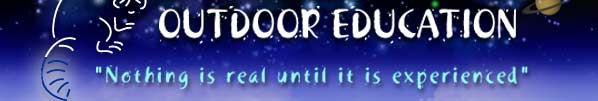 OUTDOOR EDUCATION
"Nothing is real until it is experienced"